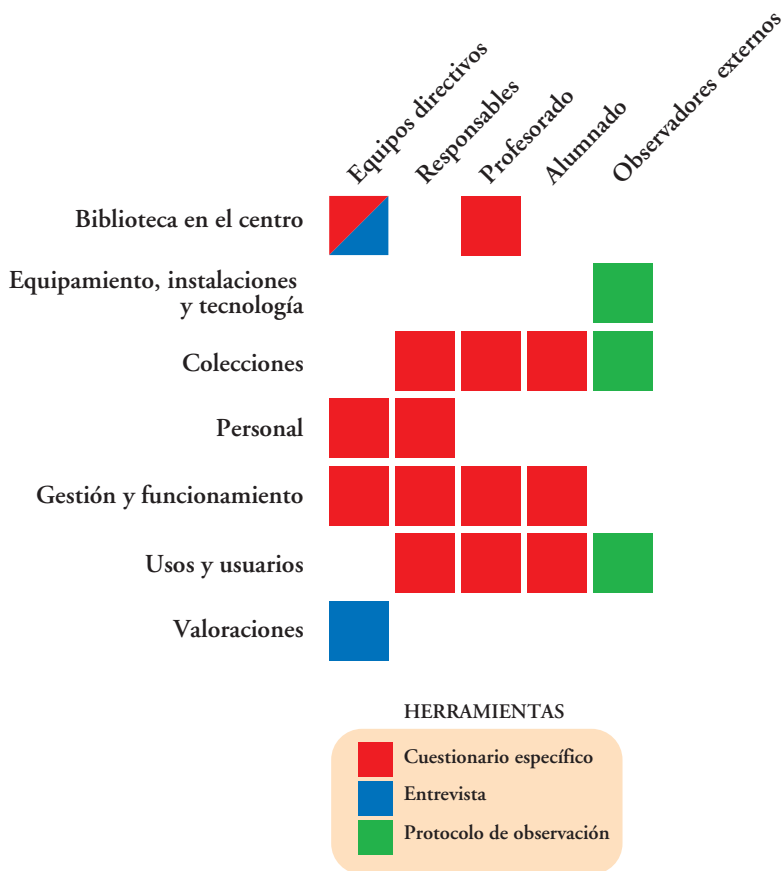 Equipos directivos
Responsables
Profesorado
Alumnado
Observadores externos
Biblioteca en el centro
Equipamiento, instalaciones
y tecnología
Colecciones
Personal
Gestión y funcionamiento
Usos y usuarios
Valoraciones
HERRAMIENTAS
Cuestionario específico
Entrevista
Protocolo de observación